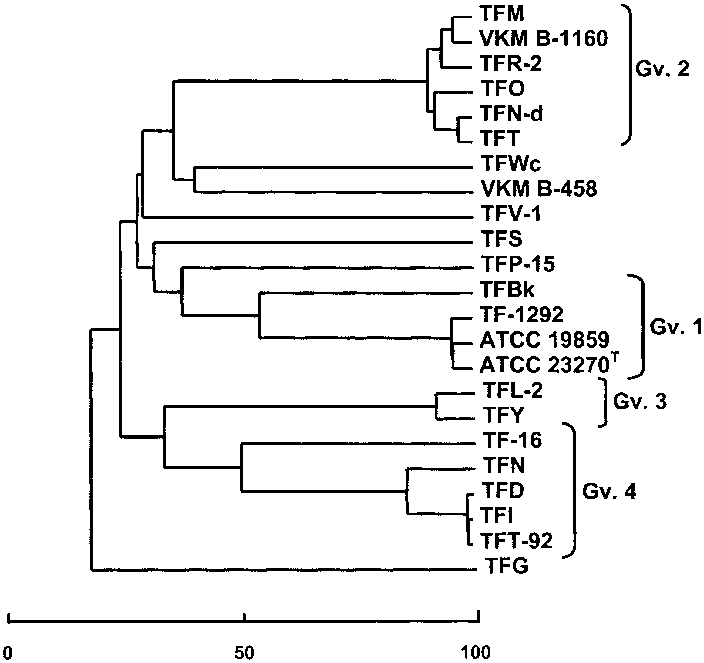 TFM
VKM B-1160
TFR-2
Gv. 2
TFO
TFN-d
TFT
TFWc
VKM B-458
TFV-1
TFS
TFP-15
TFBk
TF-1292
Gv. 1
ATCC 19859
ATCC 23270T
TFL-2
Gv. 3
TFY
TF-16
TFN
TFD
Gv. 4
TFI
TFT-92
TFG
0 50 100